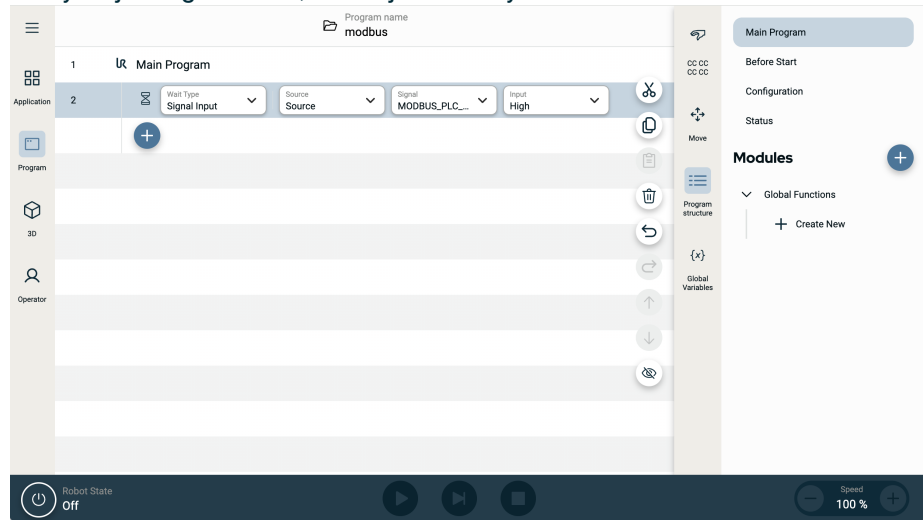 Program name
modbus
Application
Program
3D
Operator
1 UR Main Program
2 Wait Type Signal Input Source Source Signal MODBUS_PLC_... Input High
CC CC
CC CC
Move
Program
structure
{x}
Global
Variables
Main Program
Before Start
Configuration
Status
Modules
Global Functions
Create New
Robot State
Off
Speed
100 %